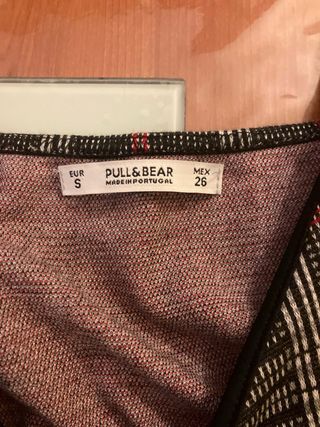 EUR PULL&BEAR MEX
S MADE IN PORTUGAL 26